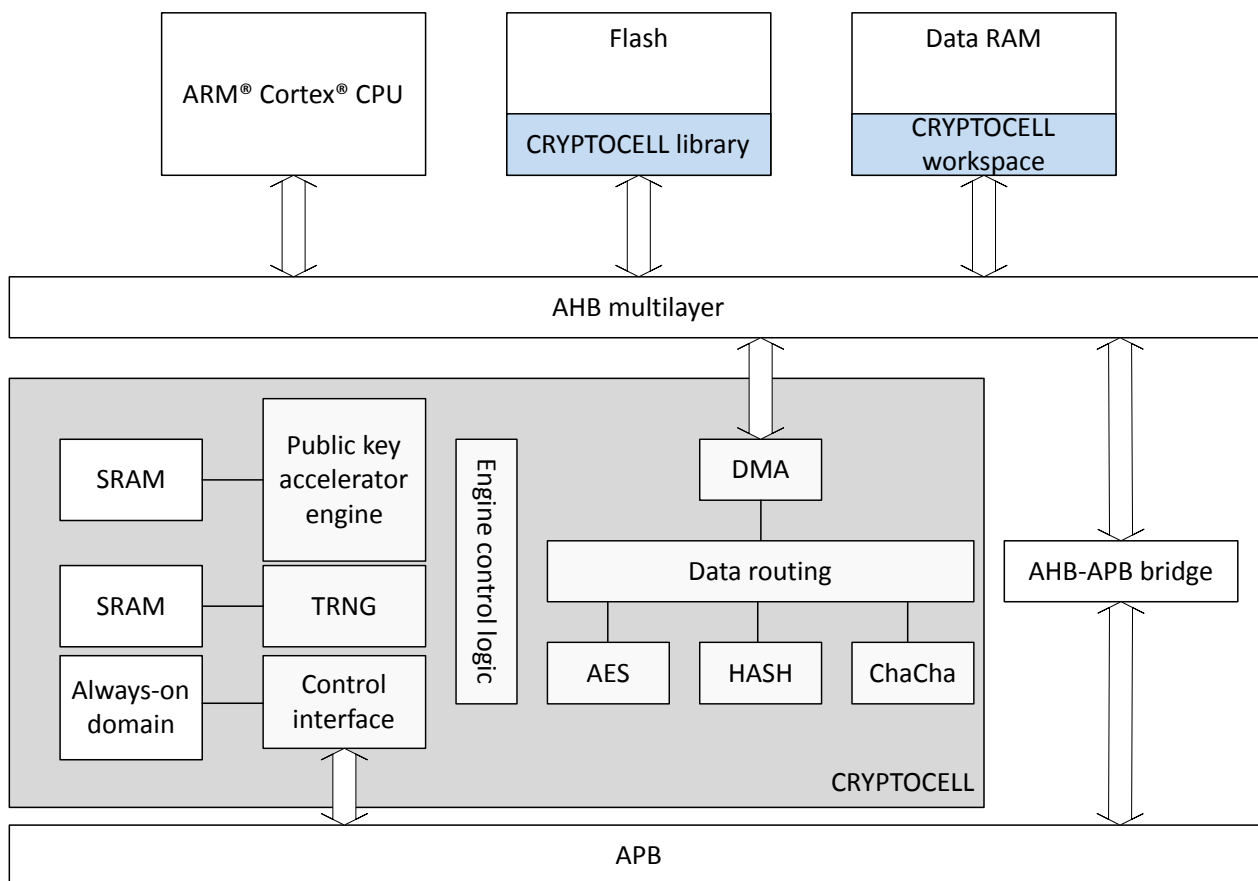 ARM® Cortex® CPU
Flash
CRYPTOCELL library
Data RAM
CRYPTOCELL
workspace
AHB multilayer
SRAM
Public key
accelerator
engine
SRAM
TRNG
Always-on
domain
Control
interface
Engine control logic
DMA
Data routing
AES
HASH
ChaCha
CRYPTOCELL
AHB-APB bridge
APB